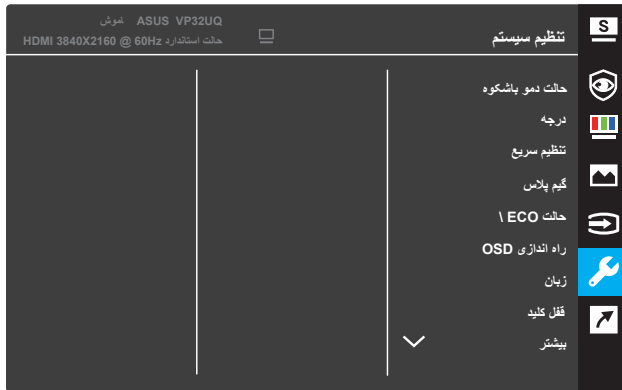 ASUS VP32UQ خاموش
حالت استاندارد HDMI 3840X2160 @ 60Hz
تنظیم سیستم
S
حالت دمو باشکوه
درجه
تنظیم سریع
گیم پلاس
حالت ECO \
راه اندازی OSD
زبان
قفل کلید
بیشتر